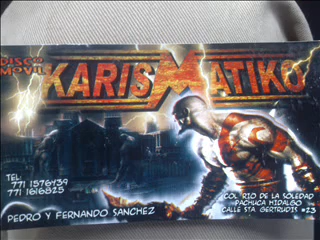 DISCO
MOVIL
KARISMATIKO
TEL:
771 1576439
771 1616825
PEDRO Y FERNANDO SANCHEZ
COL RIO DE LA SOLEDAD
PACHUCA HIDALGO
CALLE STA GERTRUDIS #23